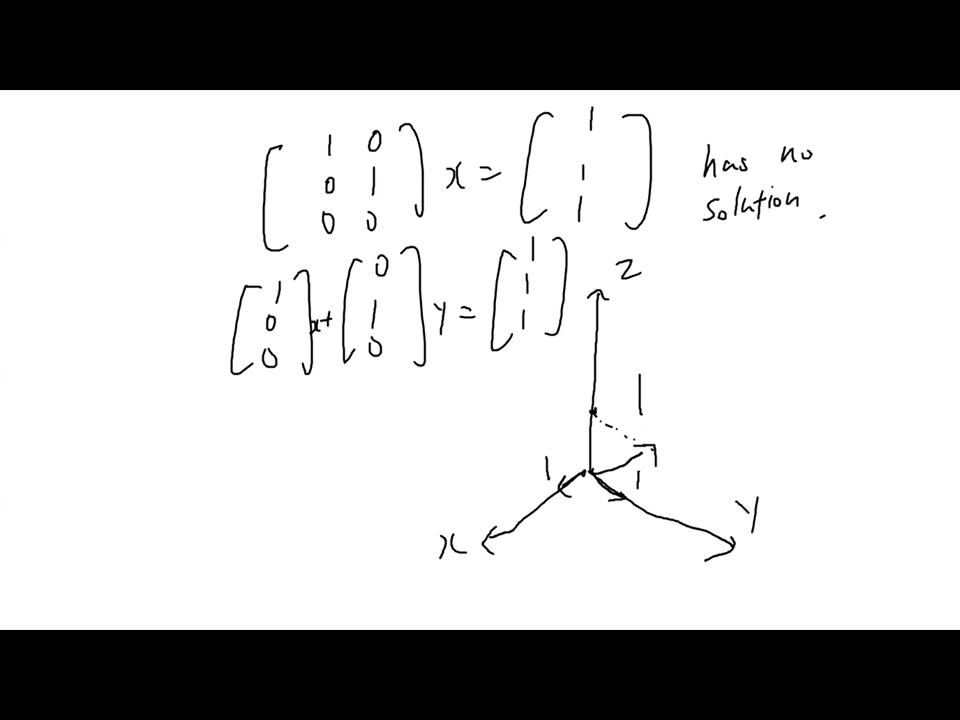 [1 0; 0 1; 0 0] x = [1; 1; 1] has no solution.
[1; 0; 0] x + [0; 1; 0] y = [1; 1; 1]
z
1
1
1
x
y